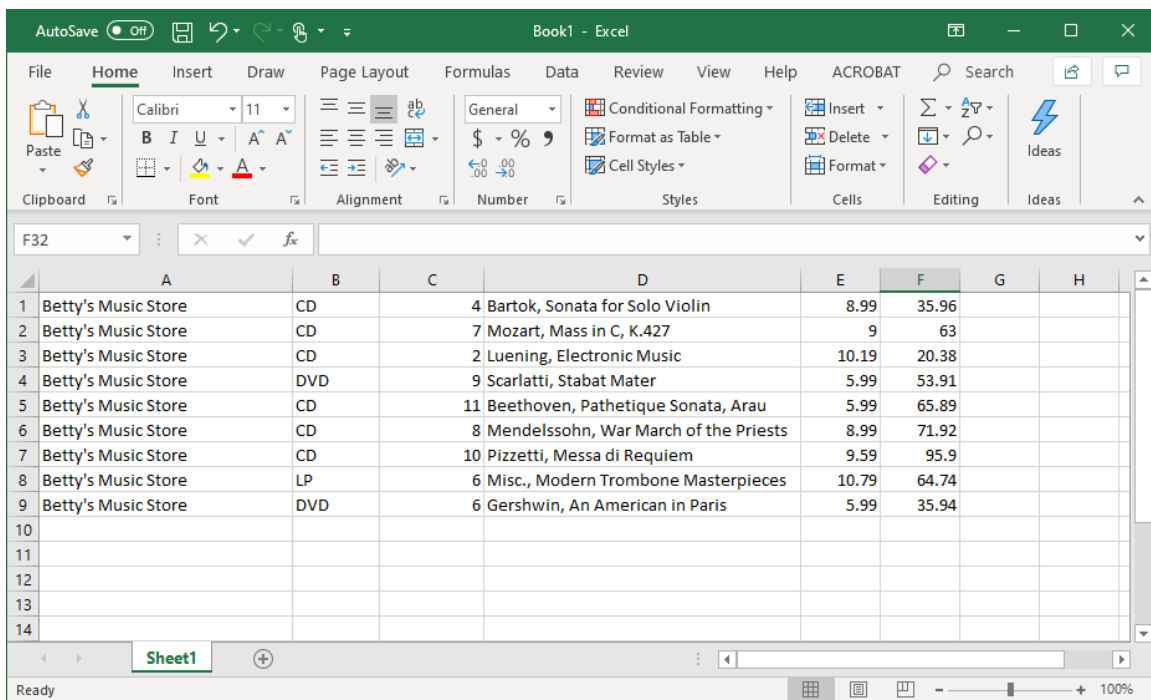 AutoSave Off Book1 - Excel
File Home Insert Draw Page Layout Formulas Data Review View Help ACROBAT Search
Paste
Calibri 11
B I U A A
ab
General
$ % 9
Conditional Formatting
Format as Table
Cell Styles
Insert
Delete
Format
Ideas
Clipboard Font Alignment Number Styles Cells Editing Ideas
F32 fx
A B C D E F G H
1 Betty's Music Store CD 4 Bartok, Sonata for Solo Violin 8.99 35.96
2 Betty's Music Store CD 7 Mozart, Mass in C, K.427 9 63
3 Betty's Music Store CD 2 Luening, Electronic Music 10.19 20.38
4 Betty's Music Store DVD 9 Scarlatti, Stabat Mater 5.99 53.91
5 Betty's Music Store CD 11 Beethoven, Pathetique Sonata, Arau 5.99 65.89
6 Betty's Music Store CD 8 Mendelssohn, War March of the Priests 8.99 71.92
7 Betty's Music Store CD 10 Pizzetti, Messa di Requiem 9.59 95.9
8 Betty's Music Store LP 6 Misc., Modern Trombone Masterpieces 10.79 64.74
9 Betty's Music Store DVD 6 Gershwin, An American in Paris 5.99 35.94
10
11
12
13
14
Sheet1
Ready 100%